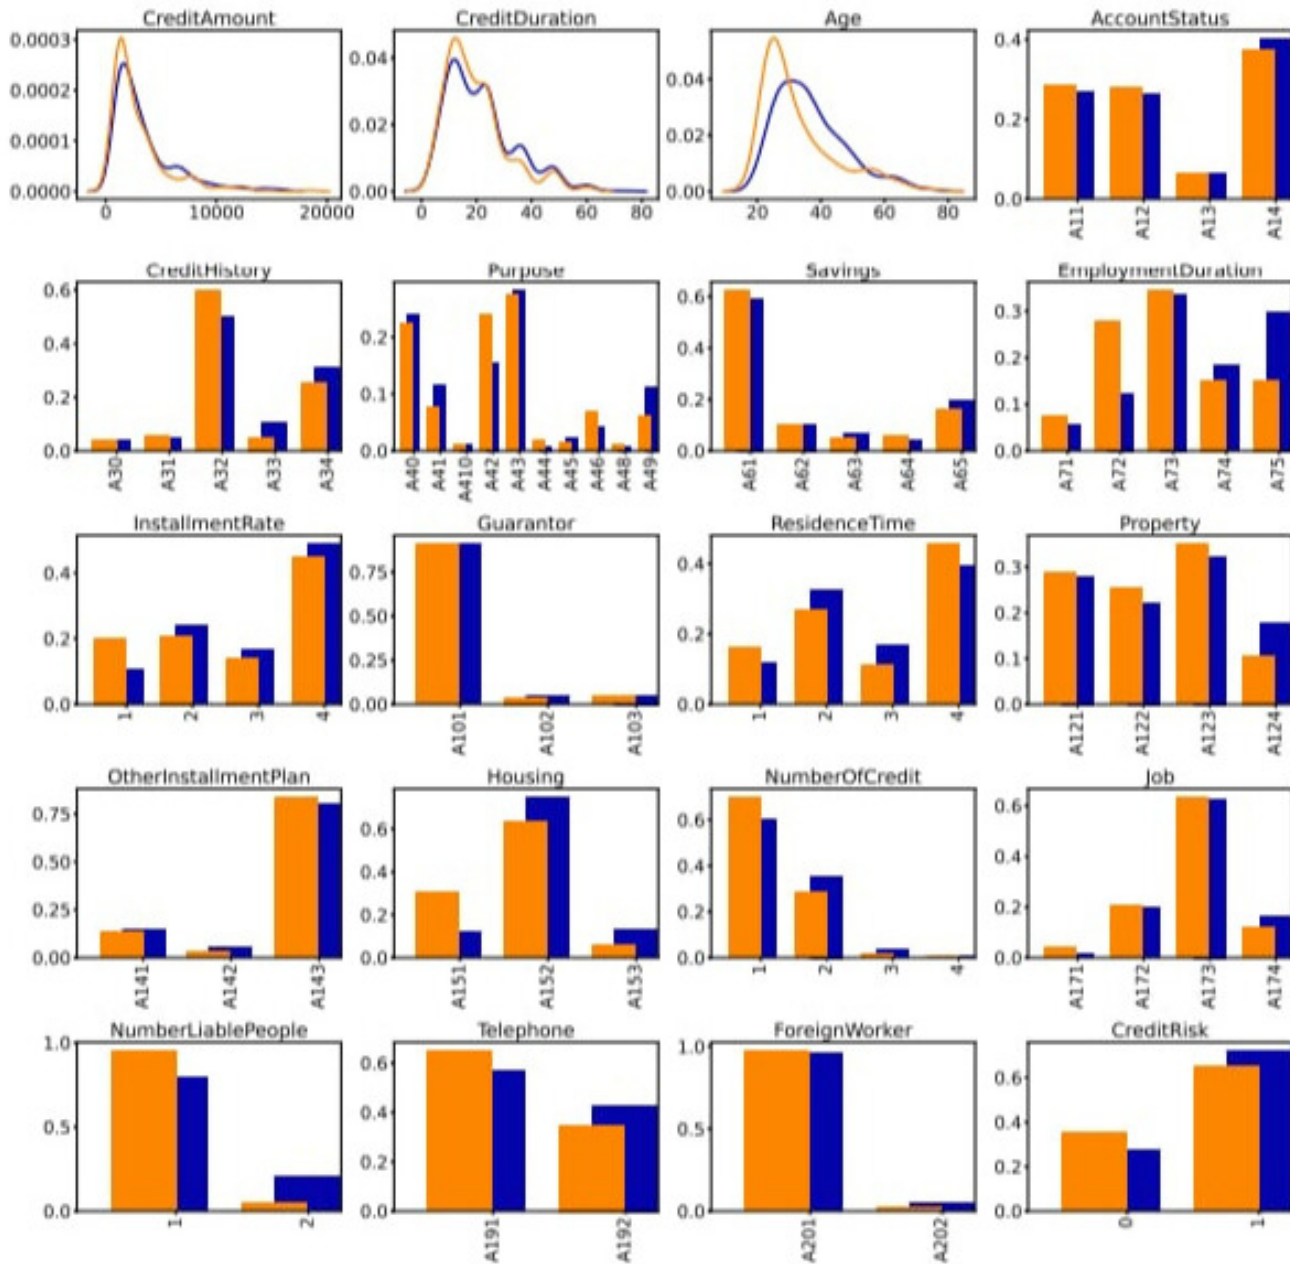 CreditAmount CreditDuration Age AccountStatus
0.0003 0.0002 0.0001 0.0000
0 10000 20000
0.04 0.02 0.00
0 20 40 60 80
0.04 0.02 0.00
20 40 60 80
0.4 0.2 0.0
A11 A12 A13 A14
CreditHistory Purpose Savings EmploymentDuration
0.6 0.4 0.2 0.0
A30 A31 A32 A33 A34
0.2 0.1 0.0
A40 A41 A410 A42 A43 A44 A45 A46 A48 A49
0.6 0.4 0.2 0.0
A61 A62 A63 A64 A65
0.3 0.2 0.1 0.0
A71 A72 A73 A74 A75
InstallmentRate Guarantor ResidenceTime Property
0.4 0.2 0.0
1 2 3 4
0.75 0.50 0.25 0.00
A101 A102 A103
0.4 0.2 0.0
1 2 3 4
0.3 0.2 0.1 0.0
A121 A122 A123 A124
OtherInstallmentPlan Housing NumberOfCredit Job
0.75 0.50 0.25 0.00
A141 A142 A143
0.6 0.4 0.2 0.0
A151 A152 A153
0.6 0.4 0.2 0.0
1 2 3 4
0.6 0.4 0.2 0.0
A171 A172 A173 A174
NumberLiablePeople Telephone ForeignWorker CreditRisk
1.0 0.5 0.0
1 2
0.6 0.4 0.2 0.0
A191 A192
1.0 0.5 0.0
A201 A202
0.6 0.4 0.2 0.0
0 1